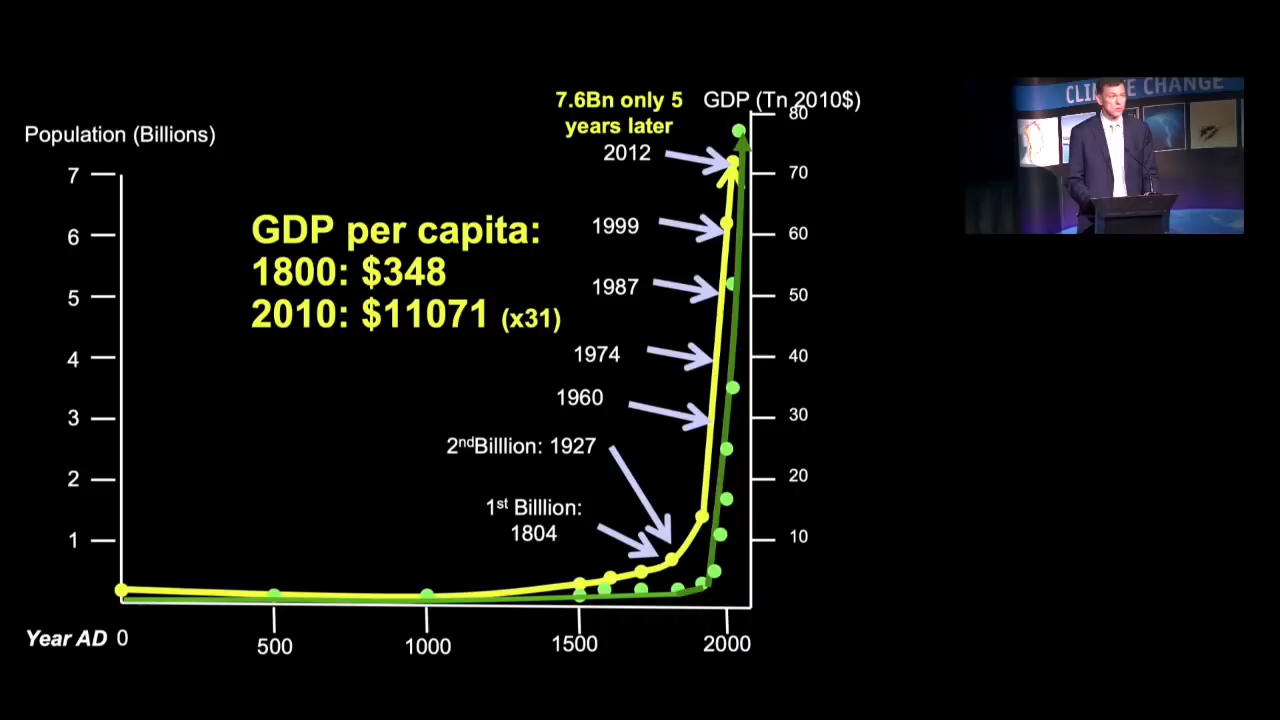 7.6Bn only 5
years later
GDP (Tn 2010$)
Population (Billions)
CLIMATE CHANGE
2012
80
7
70
GDP per capita:
1800: $348
2010: $11071 (x31)
1999
6
60
1987
5
50
1974
4
40
1960
3
30
2ndBilllion: 1927
2
20
1st Billlion:
1804
1
10
Year AD 0
500
1000
1500
2000